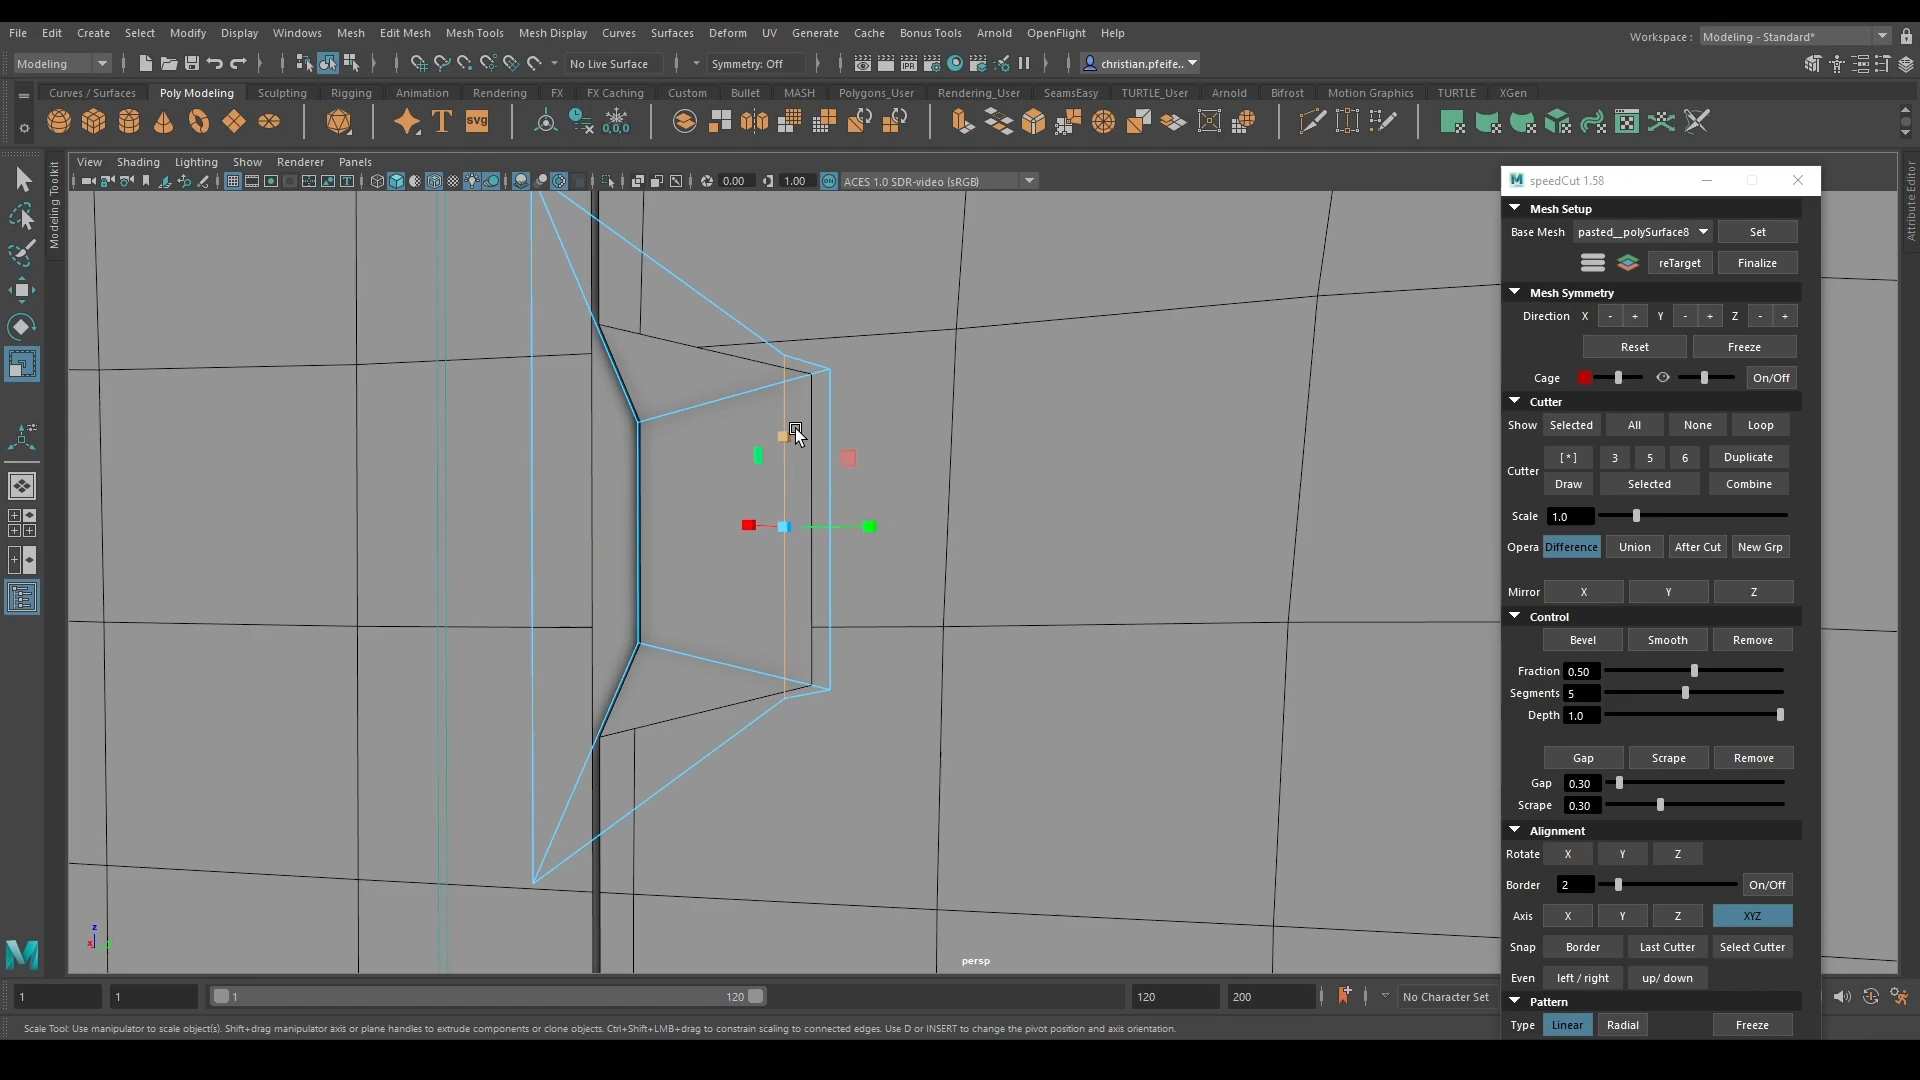 File Edit Create Select Modify Display Windows Mesh Edit Mesh Mesh Tools Mesh Display Curves Surfaces Deform UV Generate Cache Bonus Tools Arnold OpenFlight Help
Workspace : Modeling - Standard*
Modeling No Live Surface Symmetry: Off christian.pfeife..
Curves / Surfaces Poly Modeling Sculpting Rigging Animation Rendering FX FX Caching Custom Bullet MASH Polygons_User Rendering_User SeamsEasy TURTLE_User Arnold Bifrost Motion Graphics TURTLE XGen
T svg 0,0,0
View Shading Lighting Show Renderer Panels
0.00 1.00 ON ACES 1.0 SDR-video (sRGB)
Modeling Toolkit
Attribute Editor
speedCut 1.58
Mesh Setup
Base Mesh pasted__polySurface8 Set
reTarget Finalize
Mesh Symmetry
Direction X - + Y - + Z - +
Reset Freeze
Cage On/Off
Cutter
Show Selected All None Loop
Cutter [*] 3 5 6 Duplicate
Draw Selected Combine
Scale 1.0
Opera Difference Union After Cut New Grp
Mirror X Y Z
Control
Bevel Smooth Remove
Fraction 0.50
Segments 5
Depth 1.0
Gap Scrape Remove
Gap 0.30
Scrape 0.30
Alignment
Rotate X Y Z
Border 2 On/Off
Axis X Y Z XYZ
Snap Border Last Cutter Select Cutter
Even left / right up/ down
Pattern
Type Linear Radial Freeze
z
x
persp
M
1 1 1 120 120 200 No Character Set
Scale Tool: Use manipulator to scale object(s). Shift+drag manipulator axis or plane handles to extrude components or clone objects. Ctrl+Shift+LMB+drag to constrain scaling to connected edges. Use D or INSERT to change the pivot position and axis orientation.